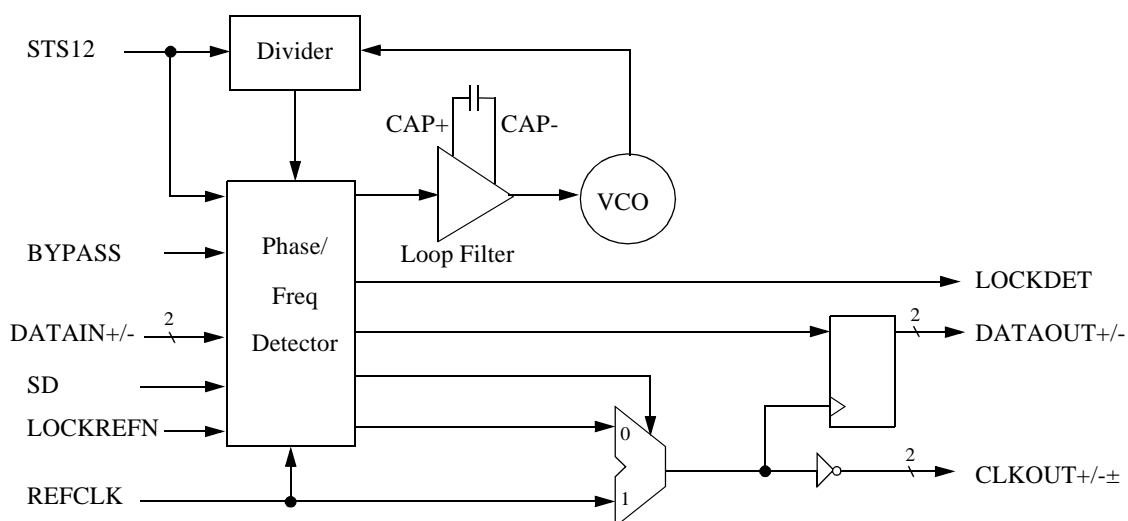 STS12
Divider
CAP+
CAP-
VCO
Loop Filter
BYPASS
Phase/
Freq
Detector
LOCKDET
DATAIN+/-
2
2
DATAOUT+/-
SD
LOCKREFN
0
1
2
CLKOUT+/-±
REFCLK